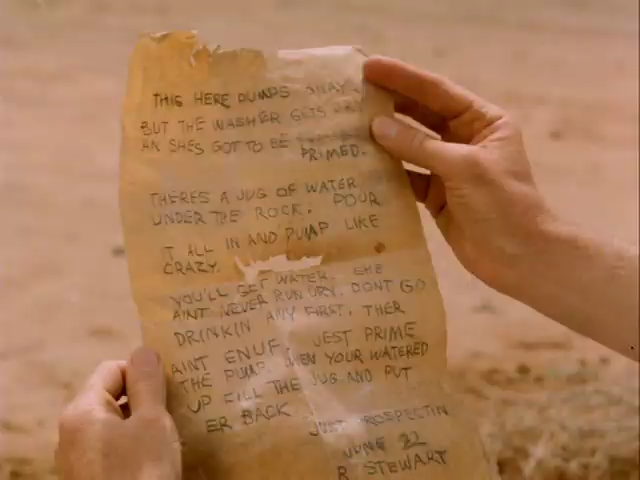 THIS HERE PUMPS
BUT THE WASHER GETS
AN SHES GOT TO BE
PRIMED.
THERES A JUG OF WATER
UNDER THE ROCK. POUR
IT ALL IN AND PUMP LIKE
CRAZY.
YOU'LL GET WATER. SHE
AINT NEVER RUN DRY. DONT GO
DRINKIN ANY FIRST. THER
AINT ENUF. JEST PRIME
THE PUMP. WHEN YOUR WATERED
UP FILL THE JUG AND PUT
ER BACK
JUST PROSPECTIN
JUNE 22
R. STEWART